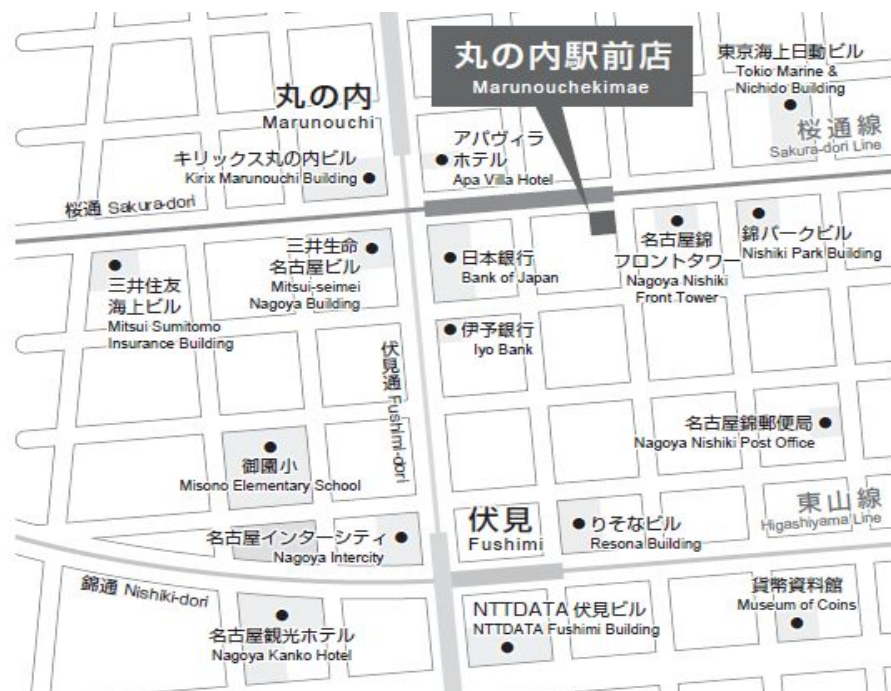 丸の内駅前店
Marunouchekimae
東京海上日動ビル
Tokio Marine &
Nichido Building
丸の内
Marunouchi
アパヴィラ
ホテル
Apa Villa Hotel
桜通線
Sakura-dori Line
キリックス丸の内ビル
Kirix Marunouchi Building
桜通 Sakura-dori
三井生命
名古屋ビル
Mitsui-seimei
Nagoya Building
日本銀行
Bank of Japan
名古屋錦
フロントタワー
Nagoya Nishiki
Front Tower
錦パークビル
Nishiki Park Building
三井住友
海上ビル
Mitsui Sumitomo
Insurance Building
伊予銀行
Iyo Bank
伏見通 Fushimi-dori
名古屋錦郵便局
Nagoya Nishiki Post Office
御園小
Misono Elementary School
東山線
Higashiyama Line
伏見
Fushimi
りそなビル
Resona Building
名古屋インターシティ
Nagoya Intercity
錦通 Nishiki-dori
貨幣資料館
Museum of Coins
NTTDATA 伏見ビル
NTTDATA Fushimi Building
名古屋観光ホテル
Nagoya Kanko Hotel